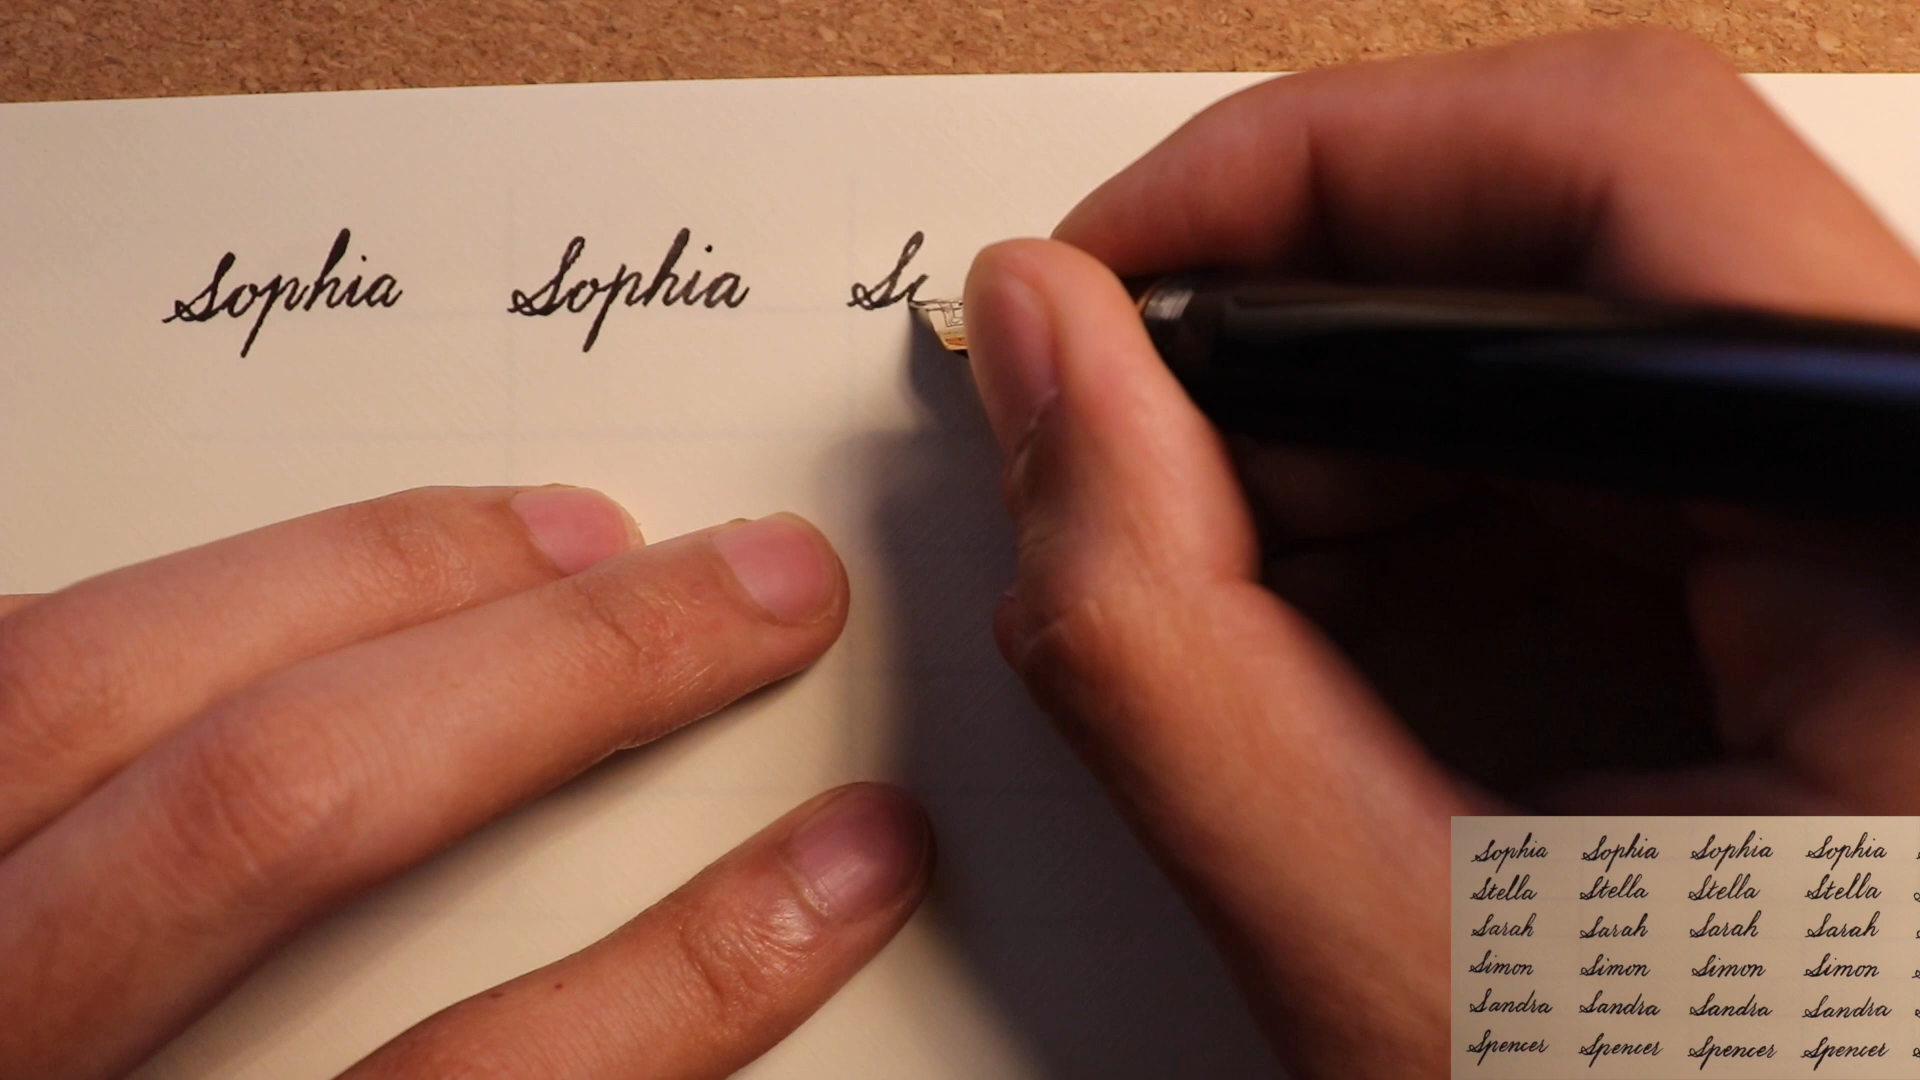 Sophia Sophia
Sophia Sophia Sophia Sophia
Stella Stella Stella Stella
Sarah Sarah Sarah Sarah
Simon Simon Simon Simon
Sandra Sandra Sandra Sandra
Spencer Spencer Spencer Spencer